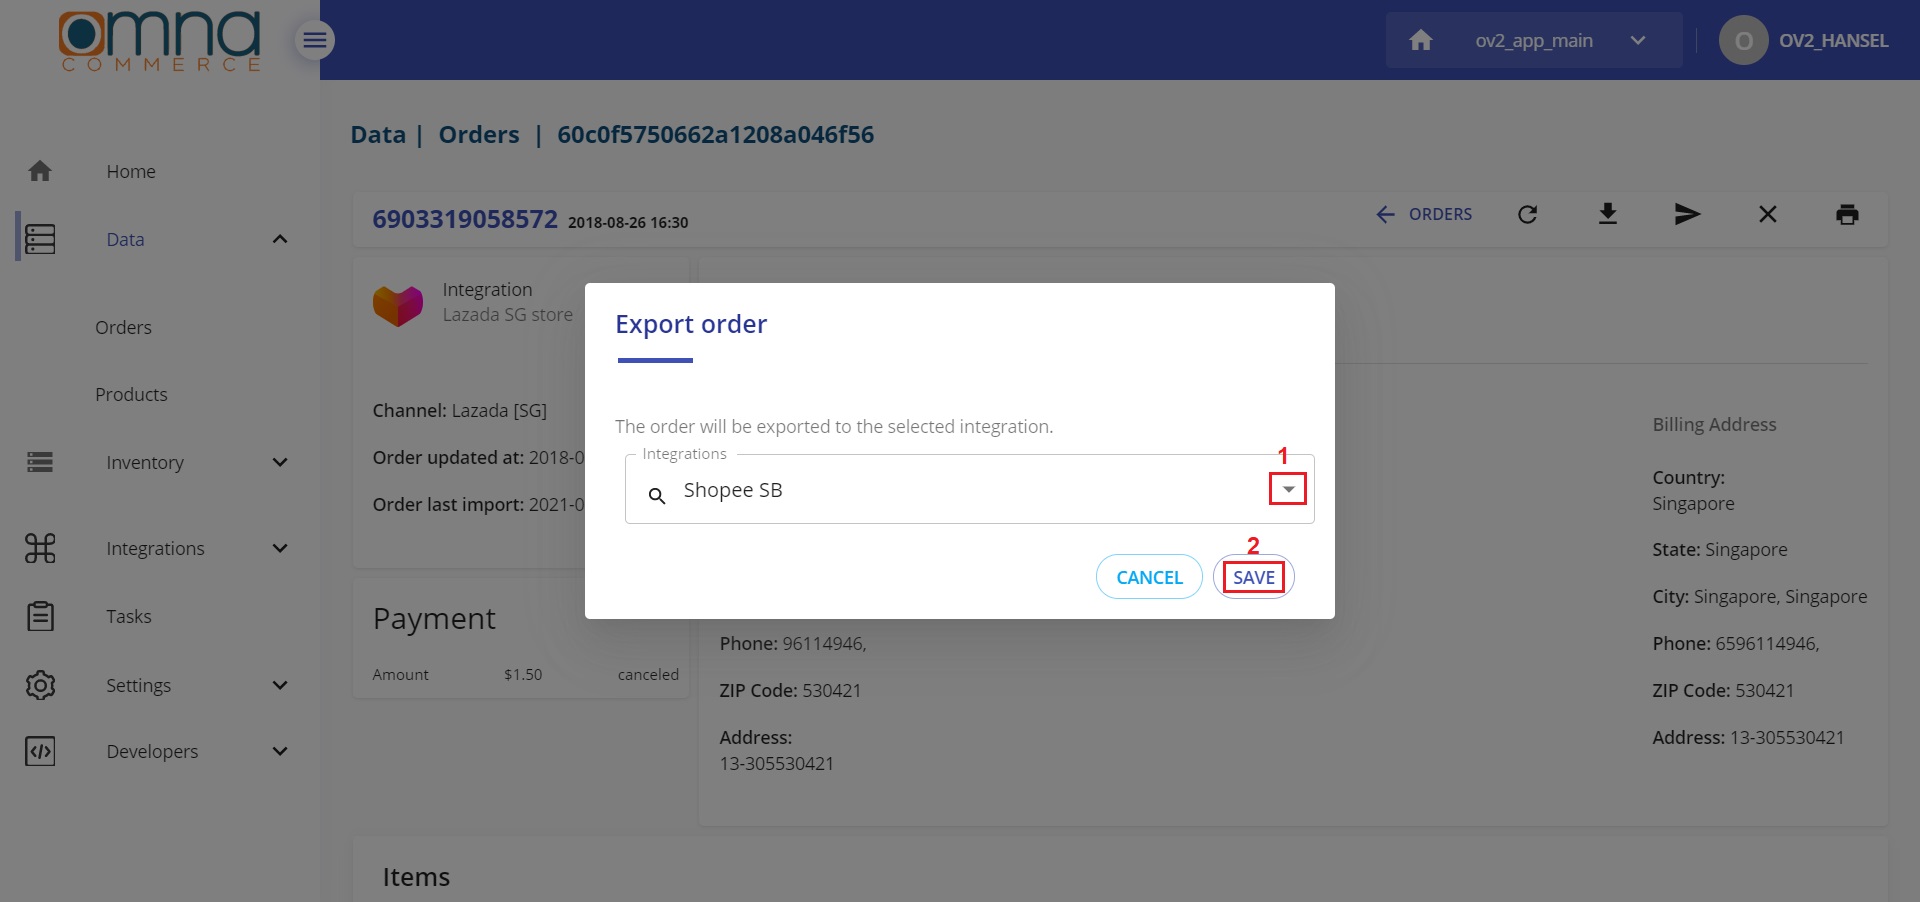 omna
COMMERCE
ov2_app_main
O
OV2_HANSEL
Data | Orders | 60c0f5750662a1208a046f56
Home
Data
Orders
Products
Inventory
Integrations
Tasks
Settings
Developers
6903319058572 2018-08-26 16:30
ORDERS
Integration
Lazada SG store
Channel: Lazada [SG]
Order updated at: 2018-0
Order last import: 2021-0
Payment
Amount $1.50 canceled
Export order
The order will be exported to the selected integration.
Integrations
1
Shopee SB
2
CANCEL
SAVE
Phone: 96114946,
ZIP Code: 530421
Address:
13-305530421
Billing Address
Country:
Singapore
State: Singapore
City: Singapore, Singapore
Phone: 6596114946,
ZIP Code: 530421
Address: 13-305530421
Items